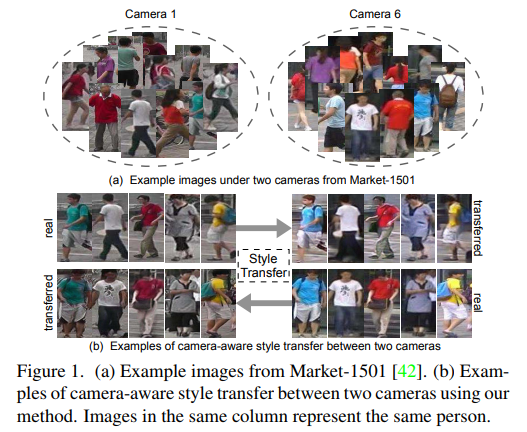 Camera 1
Camera 6
(a) Example images under two cameras from Market-1501
real
transferred
Style
Transfer
transferred
real
(b) Examples of camera-aware style transfer between two cameras
Figure 1. (a) Example images from Market-1501 [42]. (b) Exam-
ples of camera-aware style transfer between two cameras using our
method. Images in the same column represent the same person.